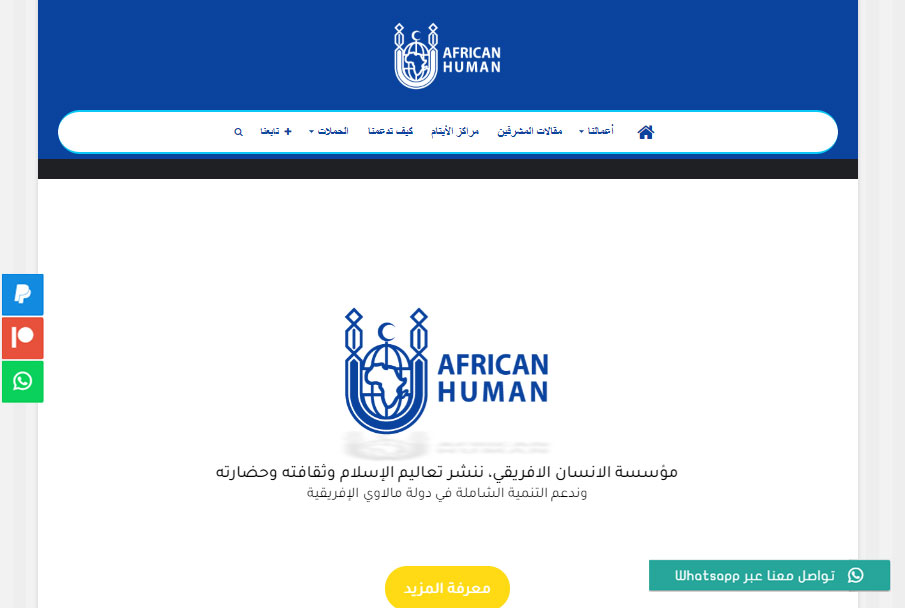 AFRICAN
HUMAN
أعمالنا
مقالات المشرفين
مراكز الأيتام
كيف تدعمنا
الحملات
تابعنا
AFRICAN
HUMAN
مؤسسة الانسان الافريقي، ننشر تعاليم الإسلام وثقافته وحضارته
وندعم التنمية الشاملة في دولة مالاوي الإفريقية
معرفة المزيد
تواصل معنا عبر Whatsapp